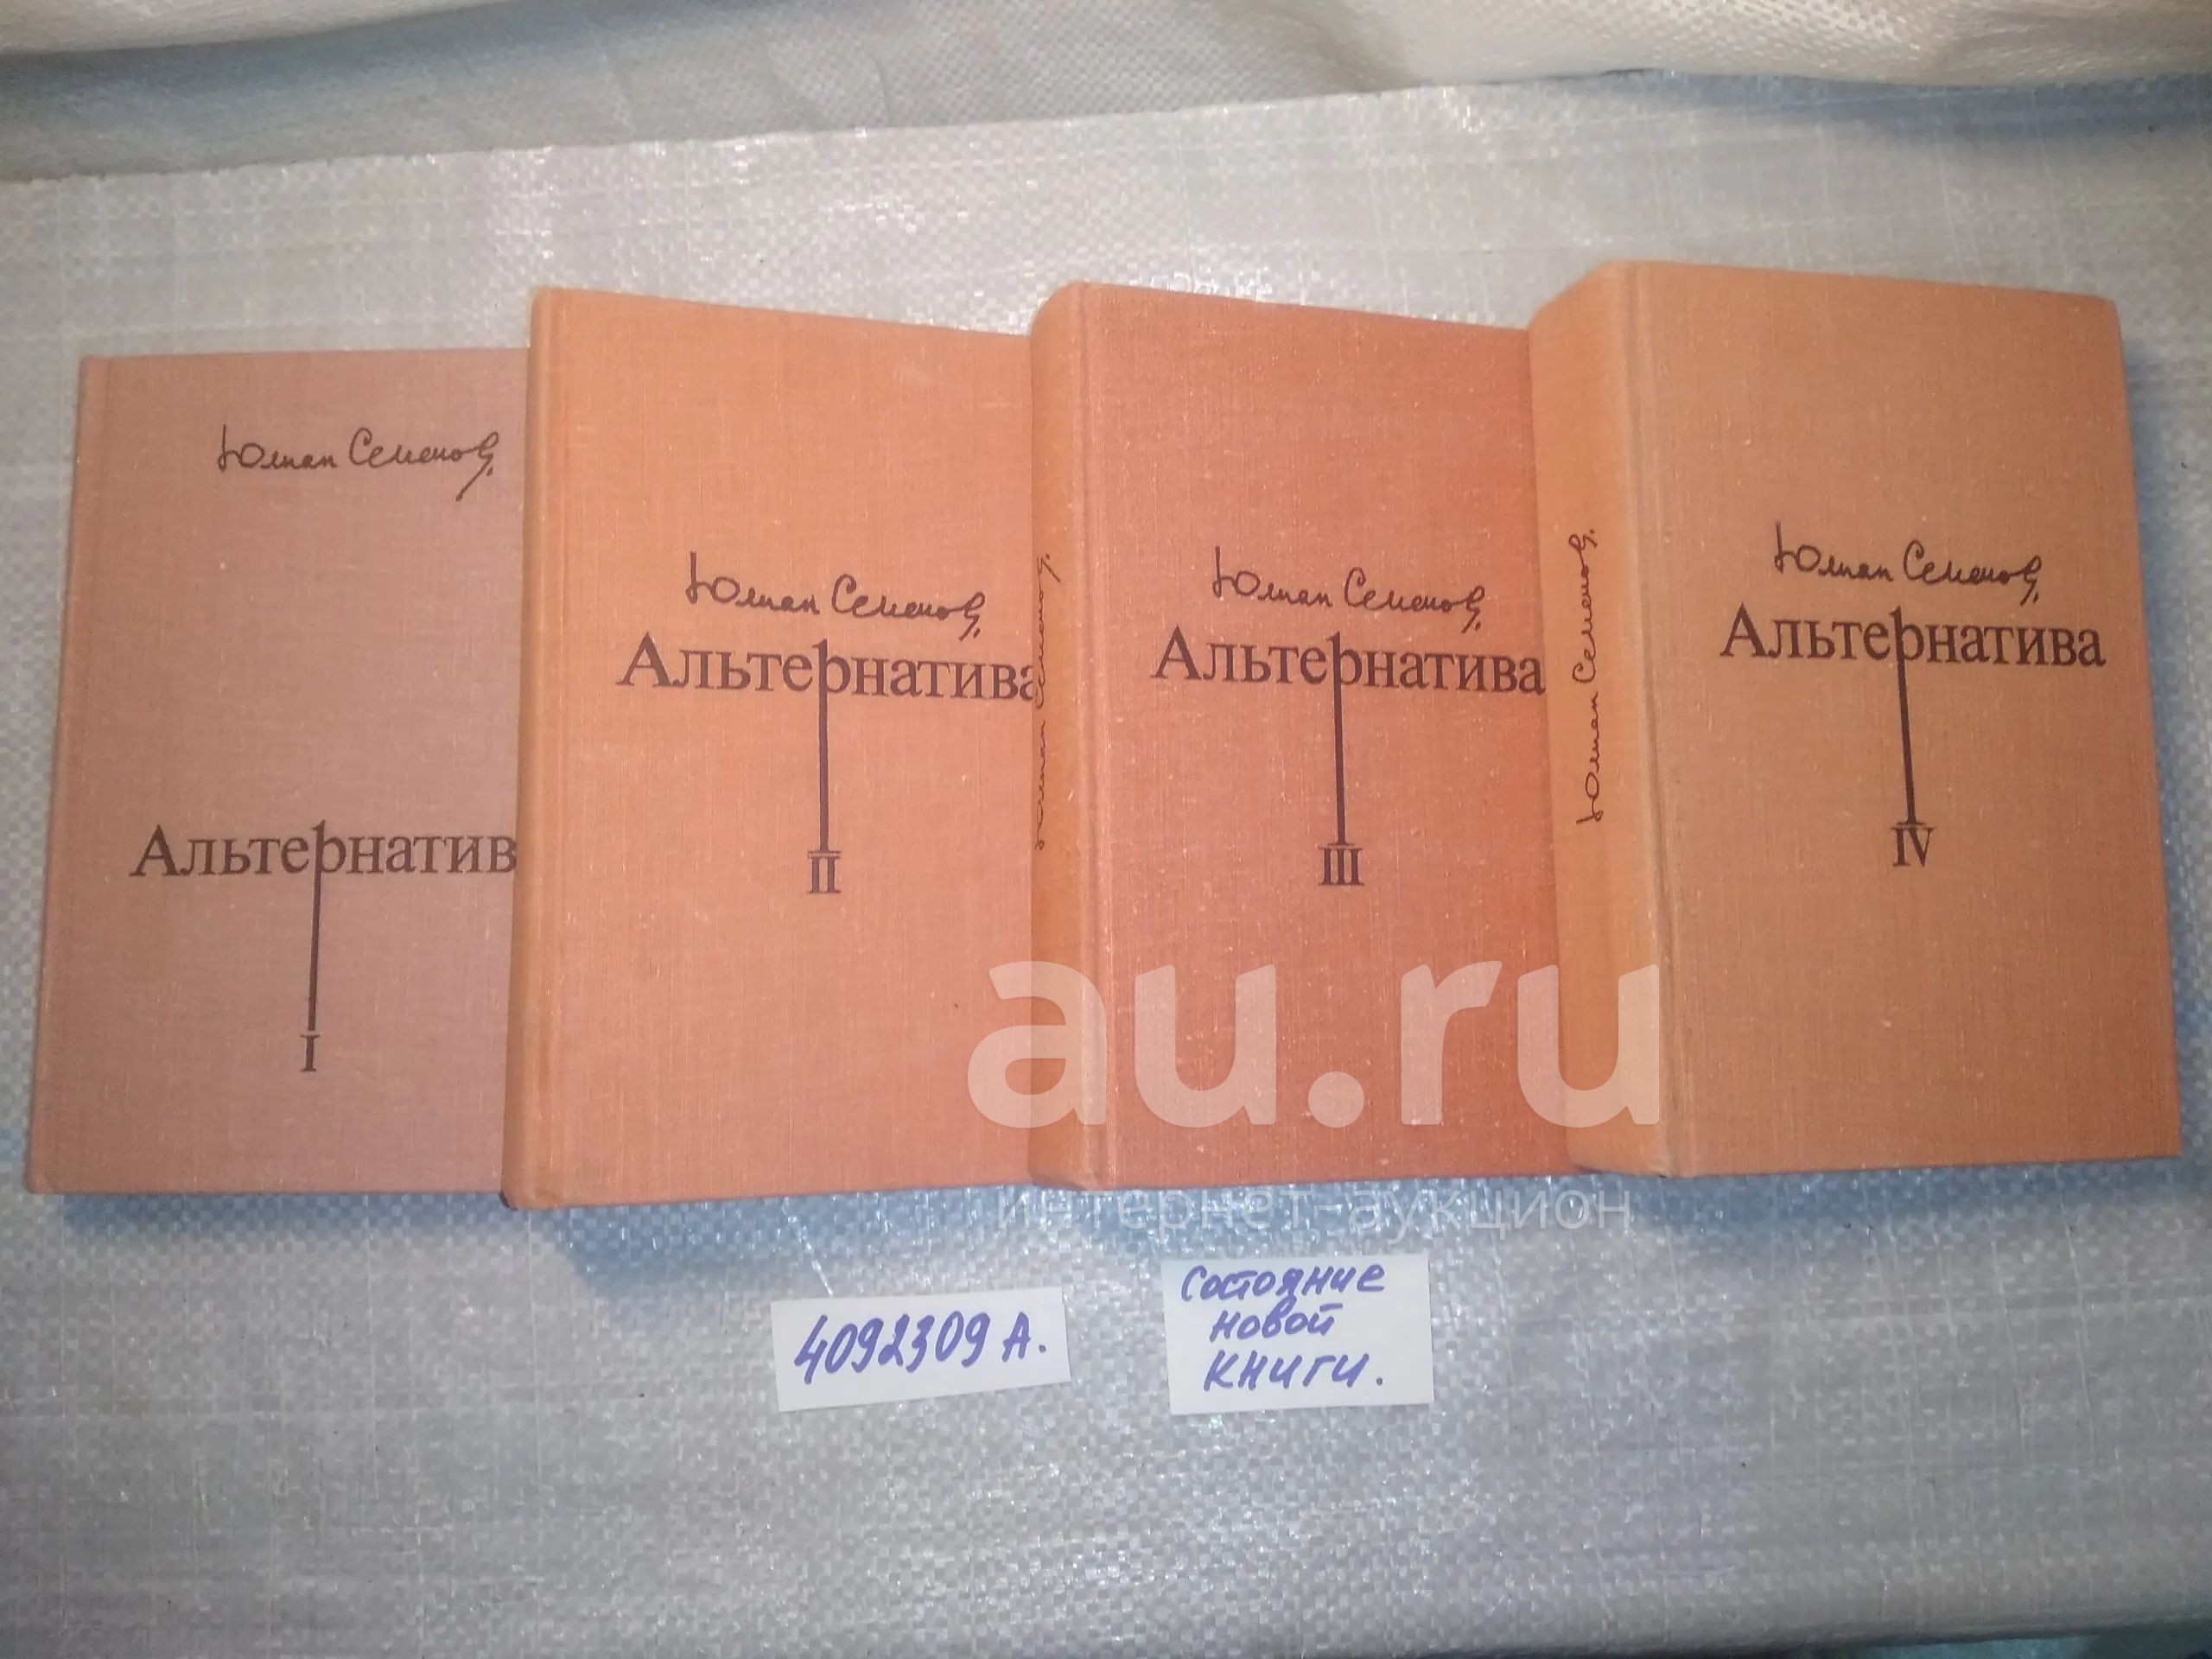 Юлиан Семенов
Альтернатив
I
Юлиан Семенов
Альтернатива
II
Юлиан Семенов
Юлиан Семенов
Альтернатива
III
Юлиан Семенов
Юлиан Семенов
Альтернатива
IV
au.ru
интернет-аукцион
4092309 А.
Состояние
новой
книги.